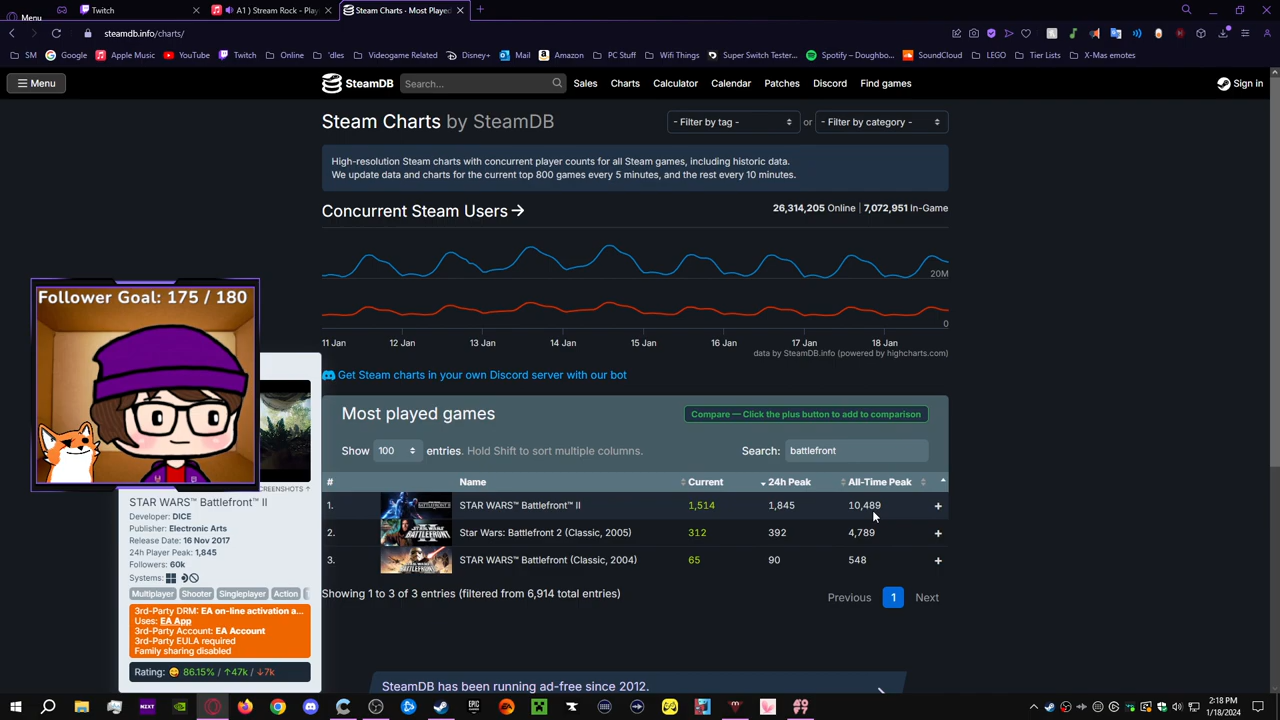 Menu
Twitch
A1 ) Stream Rock - Play
Steam Charts - Most Played
steamdb.info/charts/
SM
Google
Apple Music
YouTube
Twitch
Online
'dles
Videogame Related
Disney+
Mail
Amazon
PC Stuff
Wifi Things
Super Switch Tester...
Spotify – Doughbo...
SoundCloud
LEGO
Tier Lists
X-Mas emotes
Menu
SteamDB
Search...
Sales
Charts
Calculator
Calendar
Patches
Discord
Find games
Sign in
Steam Charts by SteamDB
- Filter by tag -
or
- Filter by category -
High-resolution Steam charts with concurrent player counts for all Steam games, including historic data.
We update data and charts for the current top 800 games every 5 minutes, and the rest every 10 minutes.
Concurrent Steam Users
26,314,205 Online | 7,072,951 In-Game
20M
0
11 Jan 12 Jan 13 Jan 14 Jan 15 Jan 16 Jan 17 Jan 18 Jan
data by SteamDB.info (powered by highcharts.com)
Get Steam charts in your own Discord server with our bot
Most played games
Compare — Click the plus button to add to comparison
Show 100 entries. Hold Shift to sort multiple columns.
Search: battlefront
# Name Current 24h Peak All-Time Peak
1. STAR WARS™ Battlefront™ II 1,514 1,845 10,489 +
2. Star Wars: Battlefront 2 (Classic, 2005) 312 392 4,789 +
3. STAR WARS™ Battlefront (Classic, 2004) 65 90 548 +
Showing 1 to 3 of 3 entries (filtered from 6,914 total entries)
Previous 1 Next
SteamDB has been running ad-free since 2012.
Follower Goal: 175 / 180
CREENSHOTS ↑
STAR WARS™ Battlefront™ II
Developer: DICE
Publisher: Electronic Arts
Release Date: 16 Nov 2017
24h Player Peak: 1,845
Followers: 60k
Systems:
Multiplayer Shooter Singleplayer Action
3rd-Party DRM: EA on-line activation a...
Uses: EA App
3rd-Party Account: EA Account
3rd-Party EULA required
Family sharing disabled
Rating: 86.15% / ↑47k / ↓7k
NZXT
EPIC
2:18 PM
1/18/2024